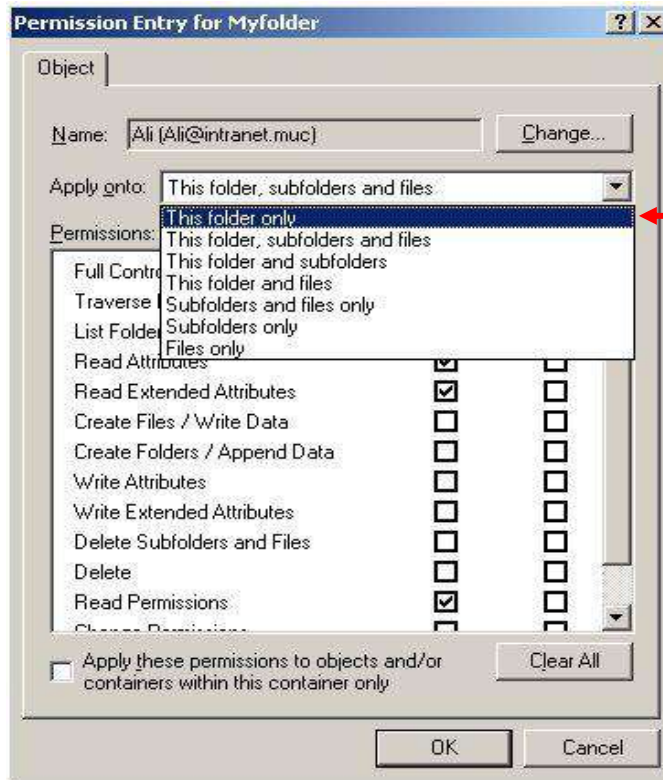 Permission Entry for Myfolder
Object
Name: Ali (Ali@intranet.muc) Change...
Apply onto: This folder, subfolders and files
This folder only
Permissions: This folder, subfolders and files
This folder and subfolders
Full Contro This folder and files
Traverse Subfolders and files only
List Folde Subfolders only
Files only
Read Attributes
Read Extended Attributes
Create Files / Write Data
Create Folders / Append Data
Write Attributes
Write Extended Attributes
Delete Subfolders and Files
Delete
Read Permissions
Apply these permissions to objects and/or Clear All
containers within this container only
OK Cancel